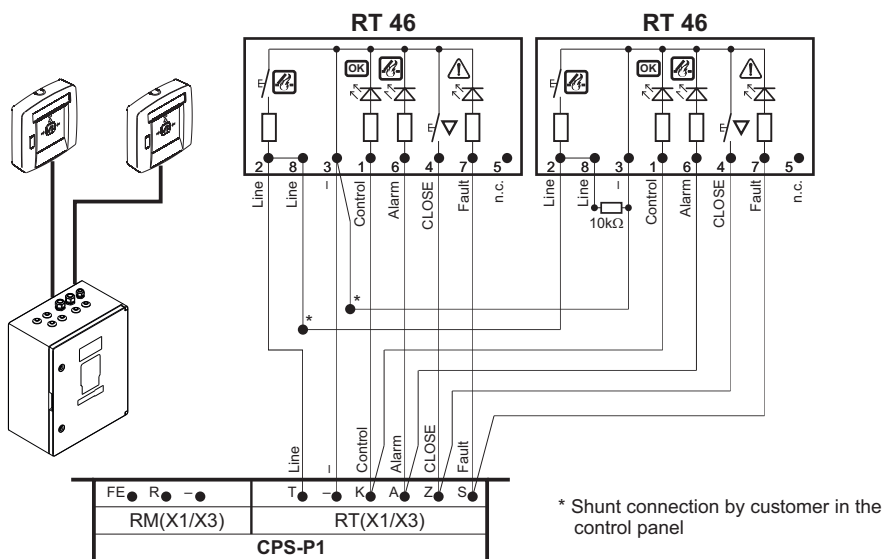 RT 46
RT 46
OK
OK
E
E
E
E
2 8 3 1 6 4 7 5
2 8 3 1 6 4 7 5
Line
Line
–
Control
Alarm
CLOSE
Fault
n.c.
Line
Line
–
Control
Alarm
CLOSE
Fault
n.c.
10kΩ
*
*
Line
–
Control
Alarm
CLOSE
Fault
FE R –
T – K A Z S
RM(X1/X3)
RT(X1/X3)
CPS-P1
* Shunt connection by customer in the
control panel